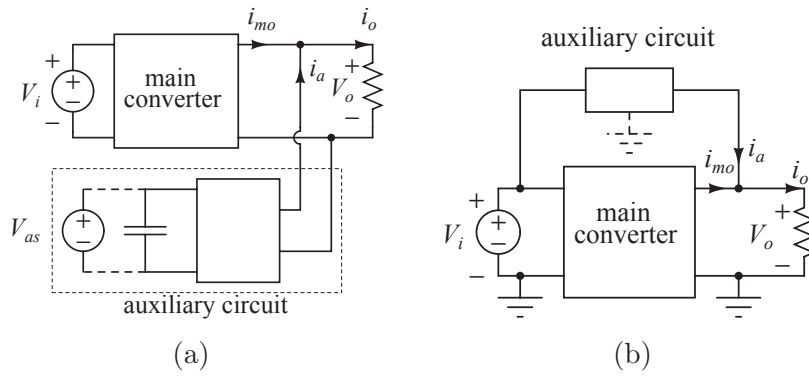 i_mo
i_o
V_i
+
+
−
−
main
converter
i_a
+
V_o
−
V_as
+
−
auxiliary circuit
(a)
auxiliary circuit
i_mo
i_a
i_o
V_i
+
+
−
−
main
converter
+
V_o
−
(b)